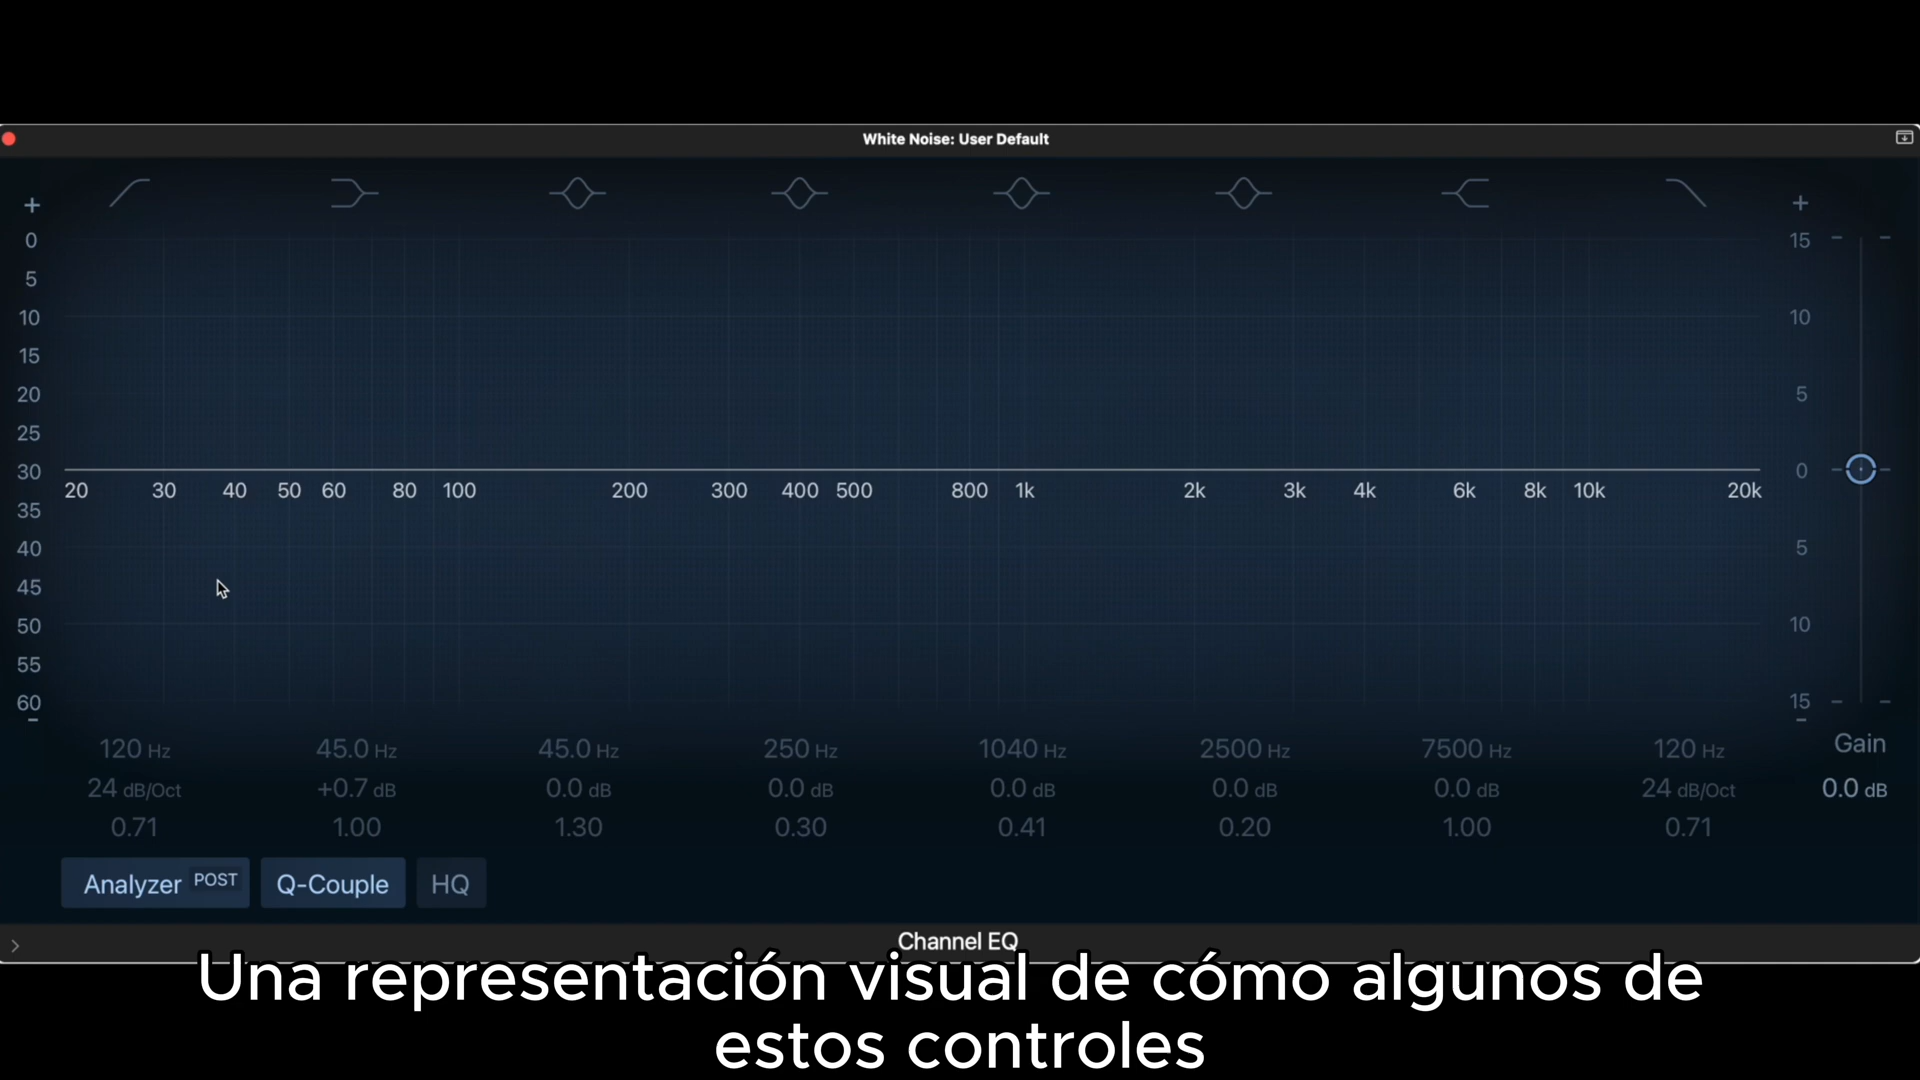 White Noise: User Default
+ +
0 15
5
10 10
15
20 5
25
30 0
20 30 40 50 60 80 100 200 300 400 500 800 1k 2k 3k 4k 6k 8k 10k 20k
35
40 5
45
50 10
55
60 15
- -
120 Hz 45.0 Hz 45.0 Hz 250 Hz 1040 Hz 2500 Hz 7500 Hz 120 Hz Gain
24 dB/Oct +0.7 dB 0.0 dB 0.0 dB 0.0 dB 0.0 dB 0.0 dB 24 dB/Oct 0.0 dB
0.71 1.00 1.30 0.30 0.41 0.20 1.00 0.71
Analyzer POST Q-Couple HQ
Channel EQ
Una representación visual de cómo algunos de
estos controles